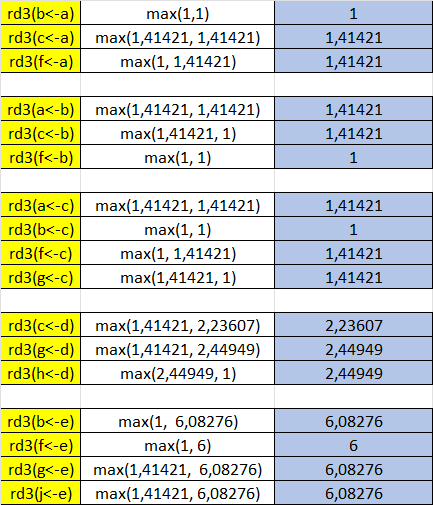 rd3(b<-a) max(1,1) 1
rd3(c<-a) max(1,41421, 1,41421) 1,41421
rd3(f<-a) max(1, 1,41421) 1,41421
rd3(a<-b) max(1,41421, 1,41421) 1,41421
rd3(c<-b) max(1,41421, 1) 1,41421
rd3(f<-b) max(1, 1) 1
rd3(a<-c) max(1,41421, 1,41421) 1,41421
rd3(b<-c) max(1, 1) 1
rd3(f<-c) max(1, 1,41421) 1,41421
rd3(g<-c) max(1,41421, 1) 1,41421
rd3(c<-d) max(1,41421, 2,23607) 2,23607
rd3(g<-d) max(1,41421, 2,44949) 2,44949
rd3(h<-d) max(2,44949, 1) 2,44949
rd3(b<-e) max(1, 6,08276) 6,08276
rd3(f<-e) max(1, 6) 6
rd3(g<-e) max(1,41421, 6,08276) 6,08276
rd3(j<-e) max(1,41421, 6,08276) 6,08276